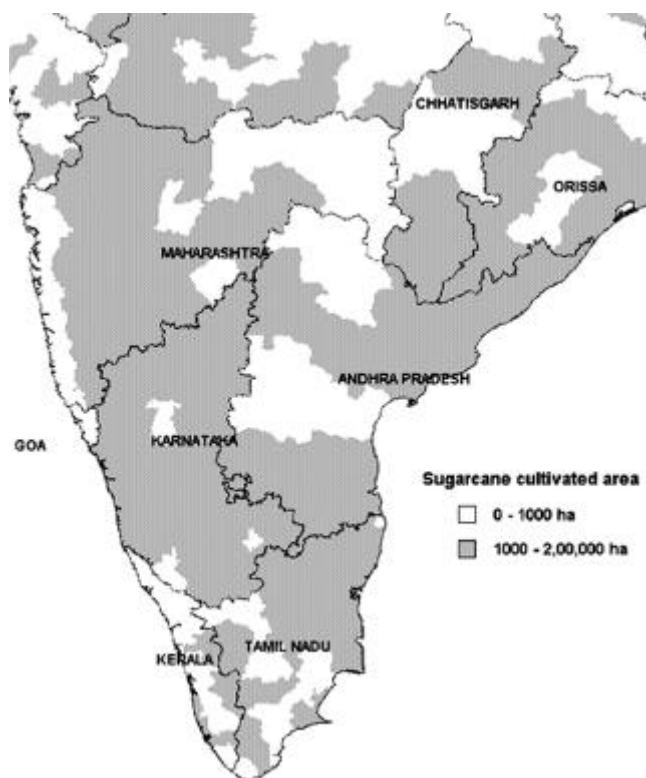 CHHATISGARH
ORISSA
MAHARASHTRA
ANDHRA PRADESH
GOA
KARNATAKA
Sugarcane cultivated area
0 - 1000 ha
1000 - 2,00,000 ha
KERALA
TAMIL NADU